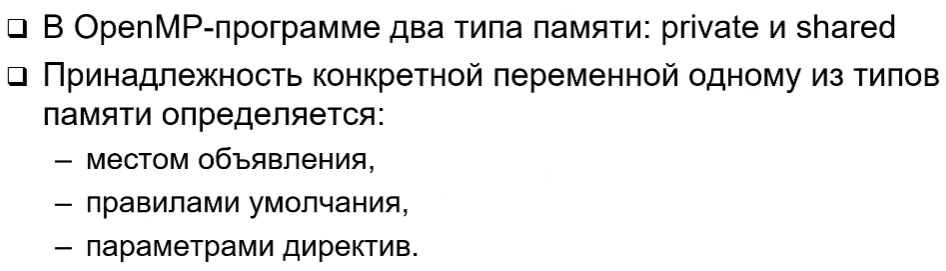 ❑ В OpenMP-программе два типа памяти: private и shared
❑ Принадлежность конкретной переменной одному из типов
памяти определяется:
– местом объявления,
– правилами умолчания,
– параметрами директив.